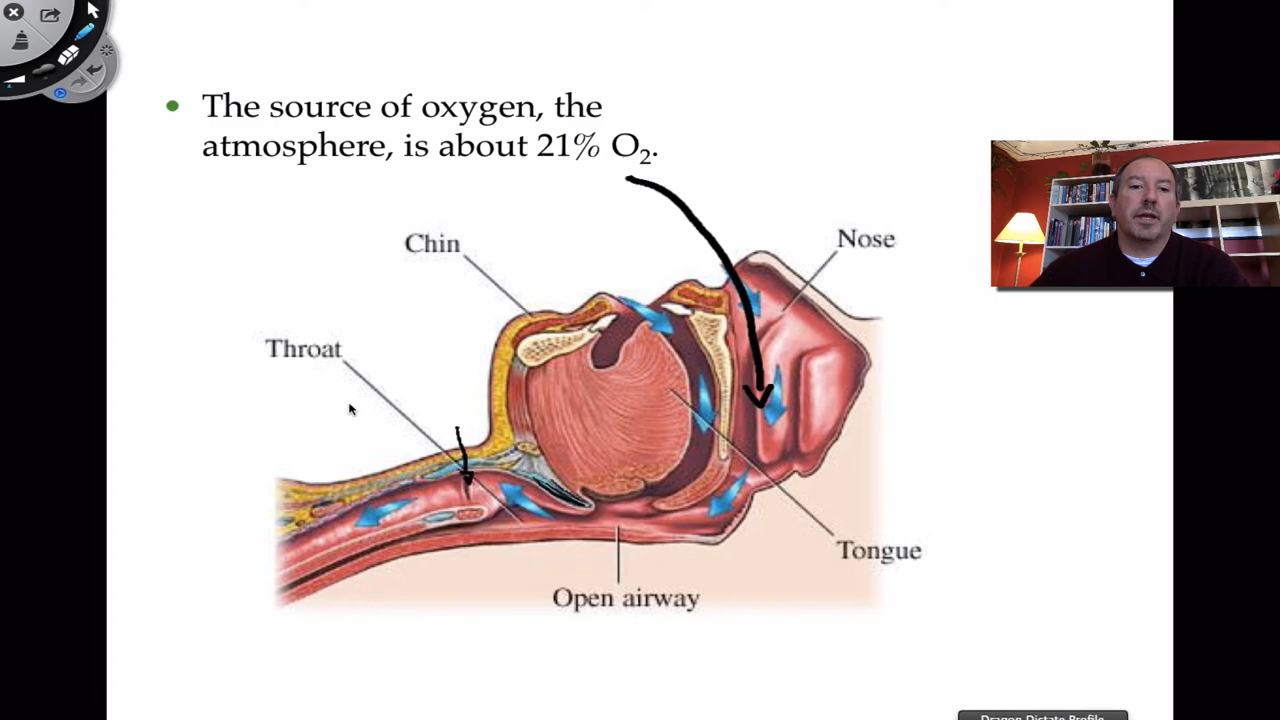 • The source of oxygen, the
atmosphere, is about 21% O₂.
Chin
Nose
Throat
Tongue
Open airway
Dragon Dictate Profile